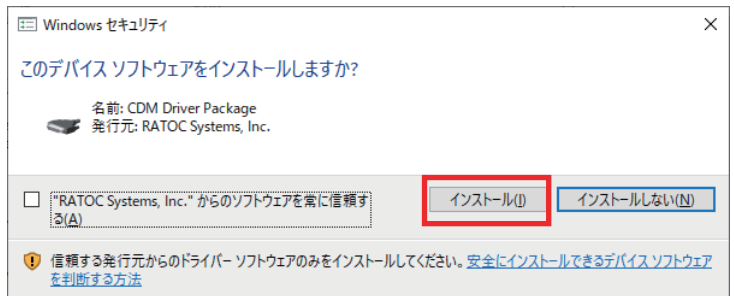 Windows セキュリティ
このデバイス ソフトウェアをインストールしますか?
名前: CDM Driver Package
発行元: RATOC Systems, Inc.
"RATOC Systems, Inc." からのソフトウェアを常に信頼す
る(A)
インストール(I)
インストールしない(N)
信頼する発行元からのドライバー ソフトウェアのみをインストールしてください。安全にインストールできるデバイス ソフトウェア
を判断する方法